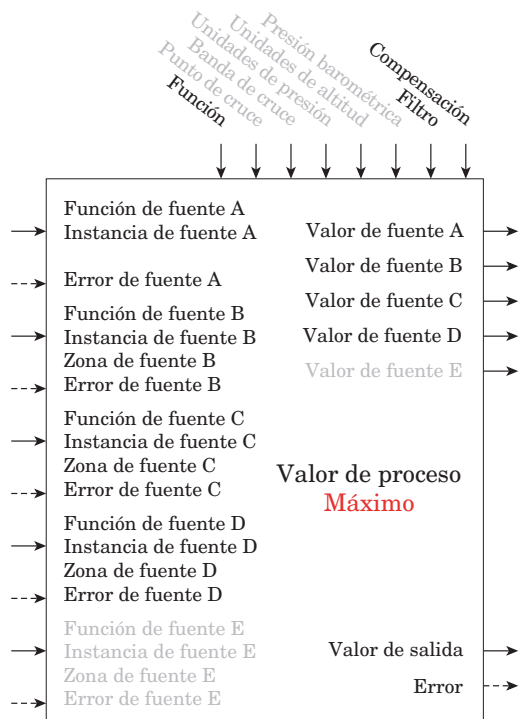 Función
Punto de cruce
Banda de cruce
Unidades de presión
Unidades de altitud
Presión barométrica
Filtro
Compensación
Función de fuente A
Instancia de fuente A
Error de fuente A
Función de fuente B
Instancia de fuente B
Zona de fuente B
Error de fuente B
Función de fuente C
Instancia de fuente C
Zona de fuente C
Error de fuente C
Función de fuente D
Instancia de fuente D
Zona de fuente D
Error de fuente D
Función de fuente E
Instancia de fuente E
Zona de fuente E
Error de fuente E
Valor de fuente A
Valor de fuente B
Valor de fuente C
Valor de fuente D
Valor de fuente E
Valor de proceso
Máximo
Valor de salida
Error